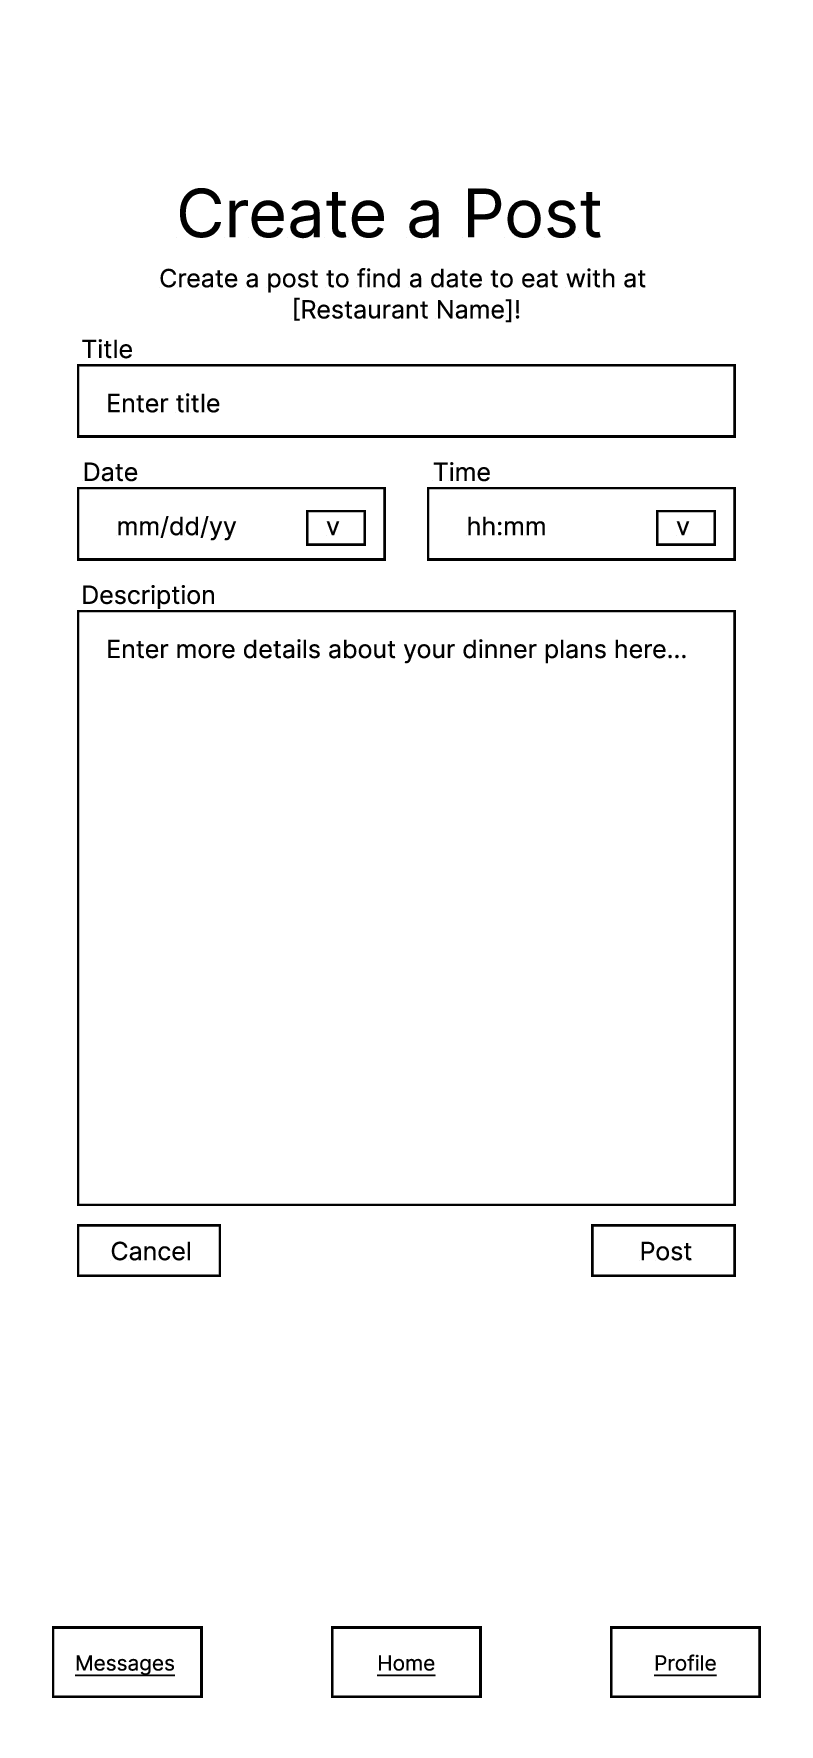 Create a Post
Create a post to find a date to eat with at
[Restaurant Name]!
Title
Enter title
Date
Time
mm/dd/yy
v
hh:mm
v
Description
Enter more details about your dinner plans here...
Cancel
Post
Messages
Home
Profile